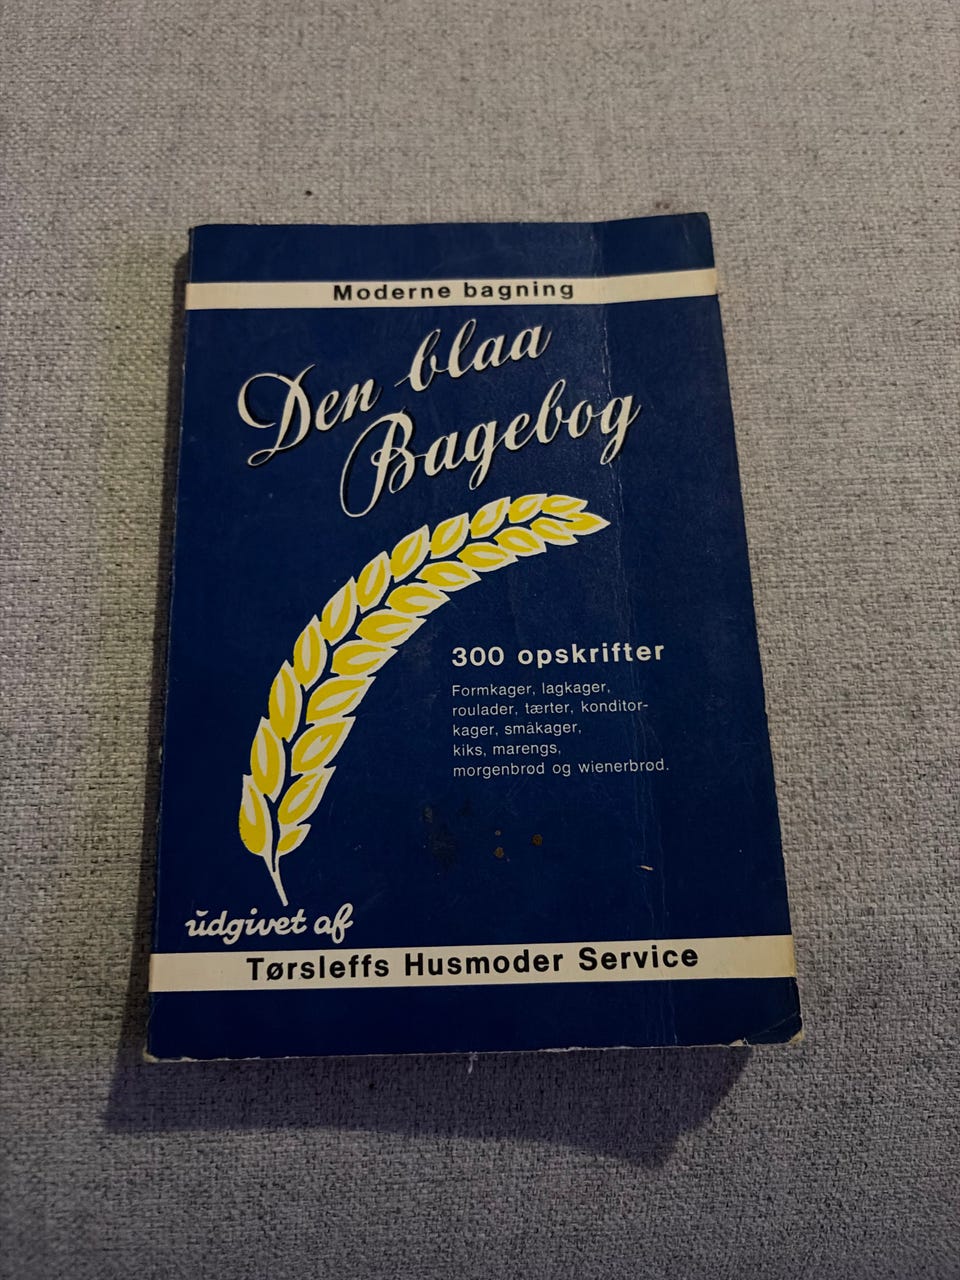 Moderne bagning
Den blaa
Bagebog
300 opskrifter
Formkager, lagkager,
roulader, tærter, konditor-
kager, småkager,
kiks, marengs,
morgenbrød og wienerbrød.
udgivet af
Tørsleffs Husmoder Service